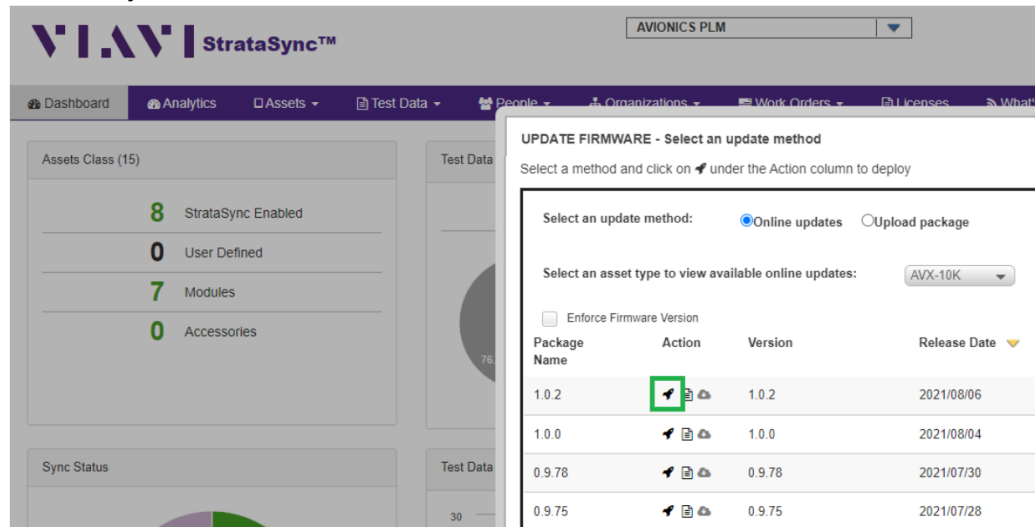 VIAVI StrataSync™
AVIONICS PLM
Dashboard Analytics Assets Test Data People Organizations Work Orders Licenses What's
Assets Class (15)
8 StrataSync Enabled
0 User Defined
7 Modules
0 Accessories
Test Data
76.
Sync Status
Test Data
30
UPDATE FIRMWARE - Select an update method
Select a method and click on under the Action column to deploy
Select an update method: Online updates Upload package
Select an asset type to view available online updates: AVX-10K
Enforce Firmware Version
Package Name Action Version Release Date
1.0.2 1.0.2 2021/08/06
1.0.0 1.0.0 2021/08/04
0.9.78 0.9.78 2021/07/30
0.9.75 0.9.75 2021/07/28